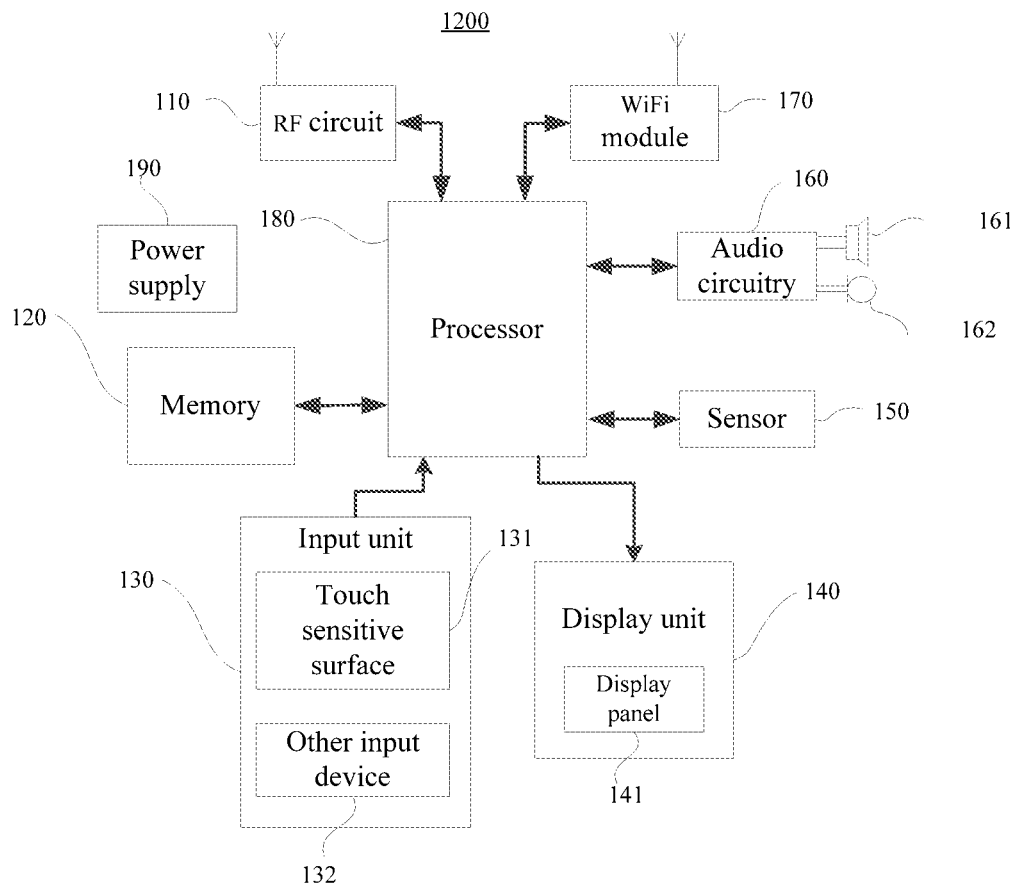 1200
110
RF circuit
WiFi
module
170
190
Power
supply
180
Processor
160
Audio
circuitry
161
162
120
Memory
Sensor
150
Input unit
131
130
Touch
sensitive
surface
Other input
device
132
Display unit
140
Display
panel
141